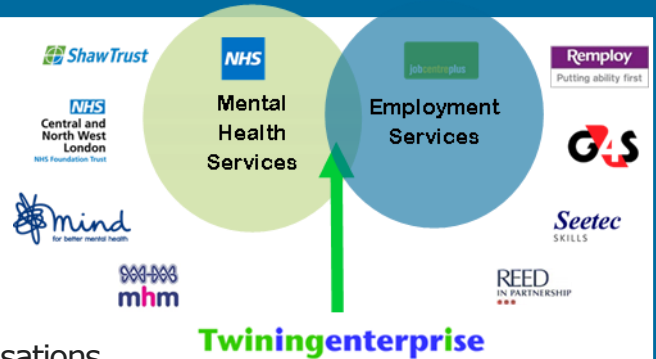 ShawTrust
NHS
Mental
Health
Services
jobcentreplus
Employment
Services
Remploy
Putting ability first
NHS
Central and
North West
London
NHS Foundation Trust
G4S
mind
for better mental health
Seetec
SKILLS
mhm
REED
IN PARTNERSHIP
Twiningenterprise
sations